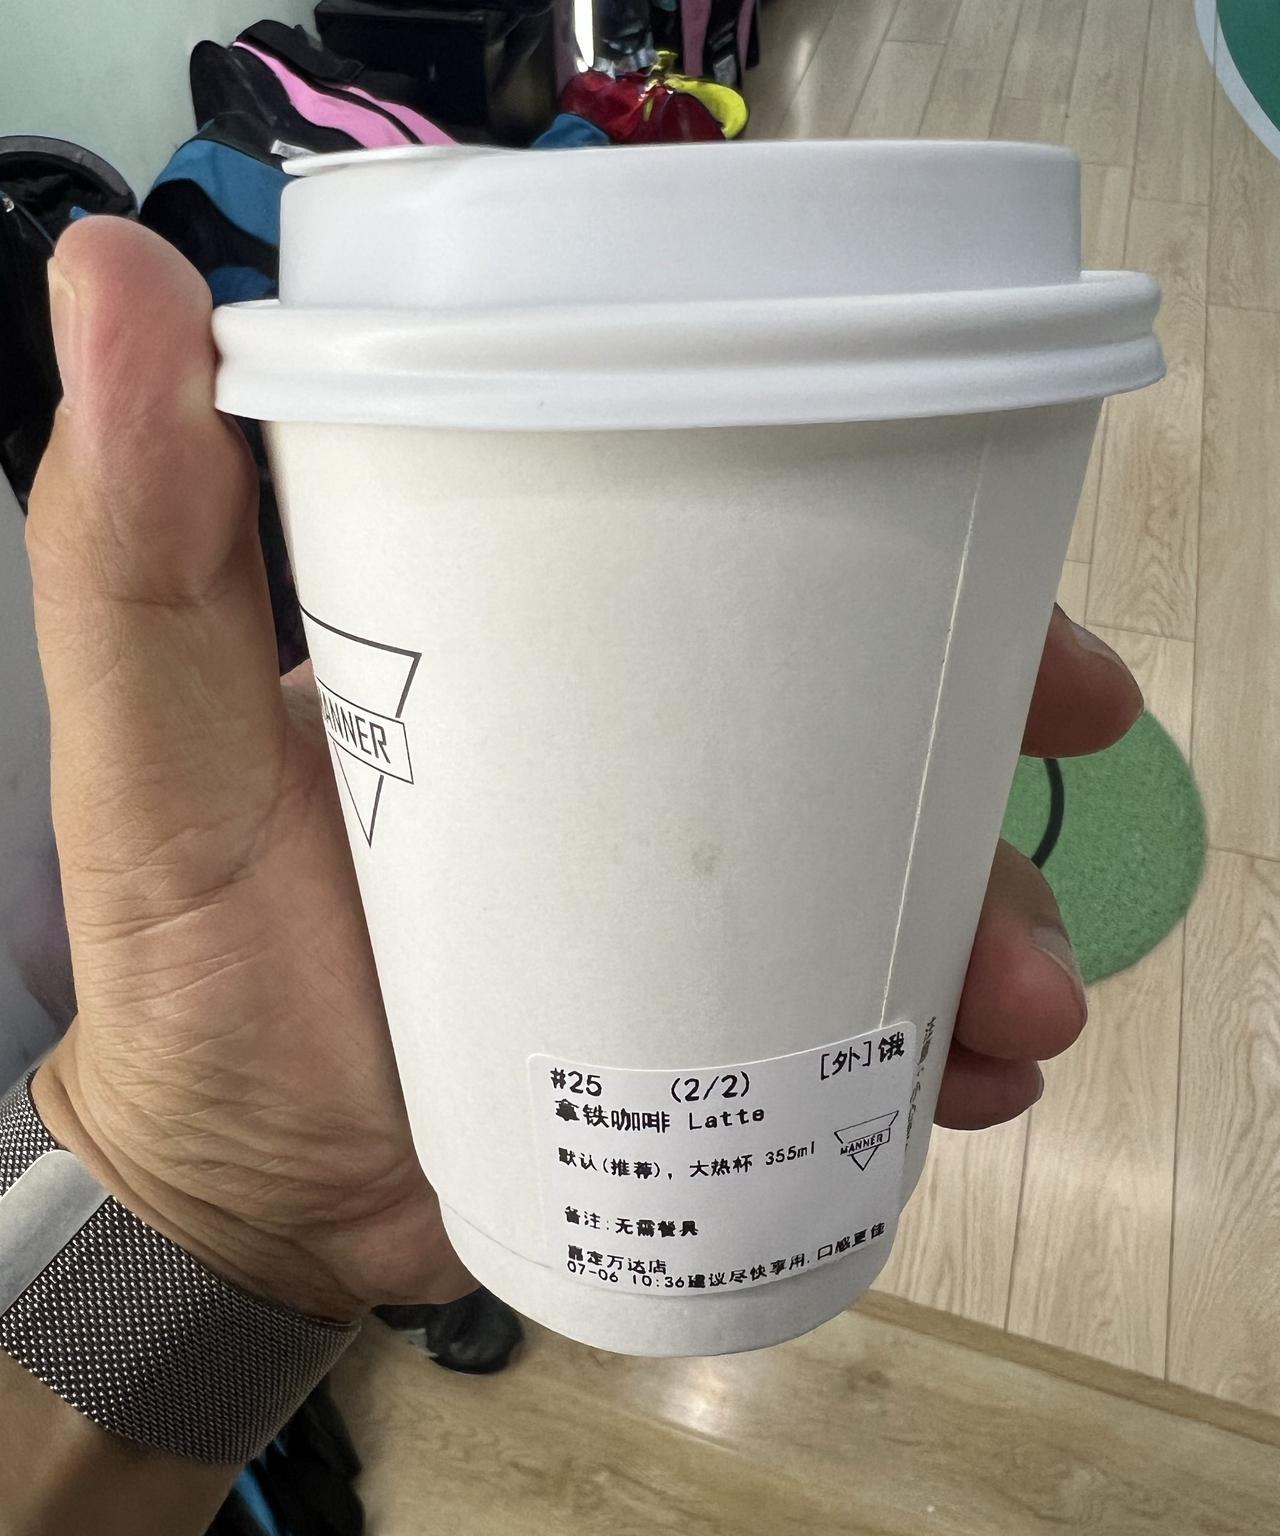 MANNER
#25 (2/2) [外]饿
拿铁咖啡 Latte
默认(推荐), 大热杯 355ml
MANNER
备注:无需餐具
嘉定万达店
07-06 10:36建议尽快享用,口感更佳